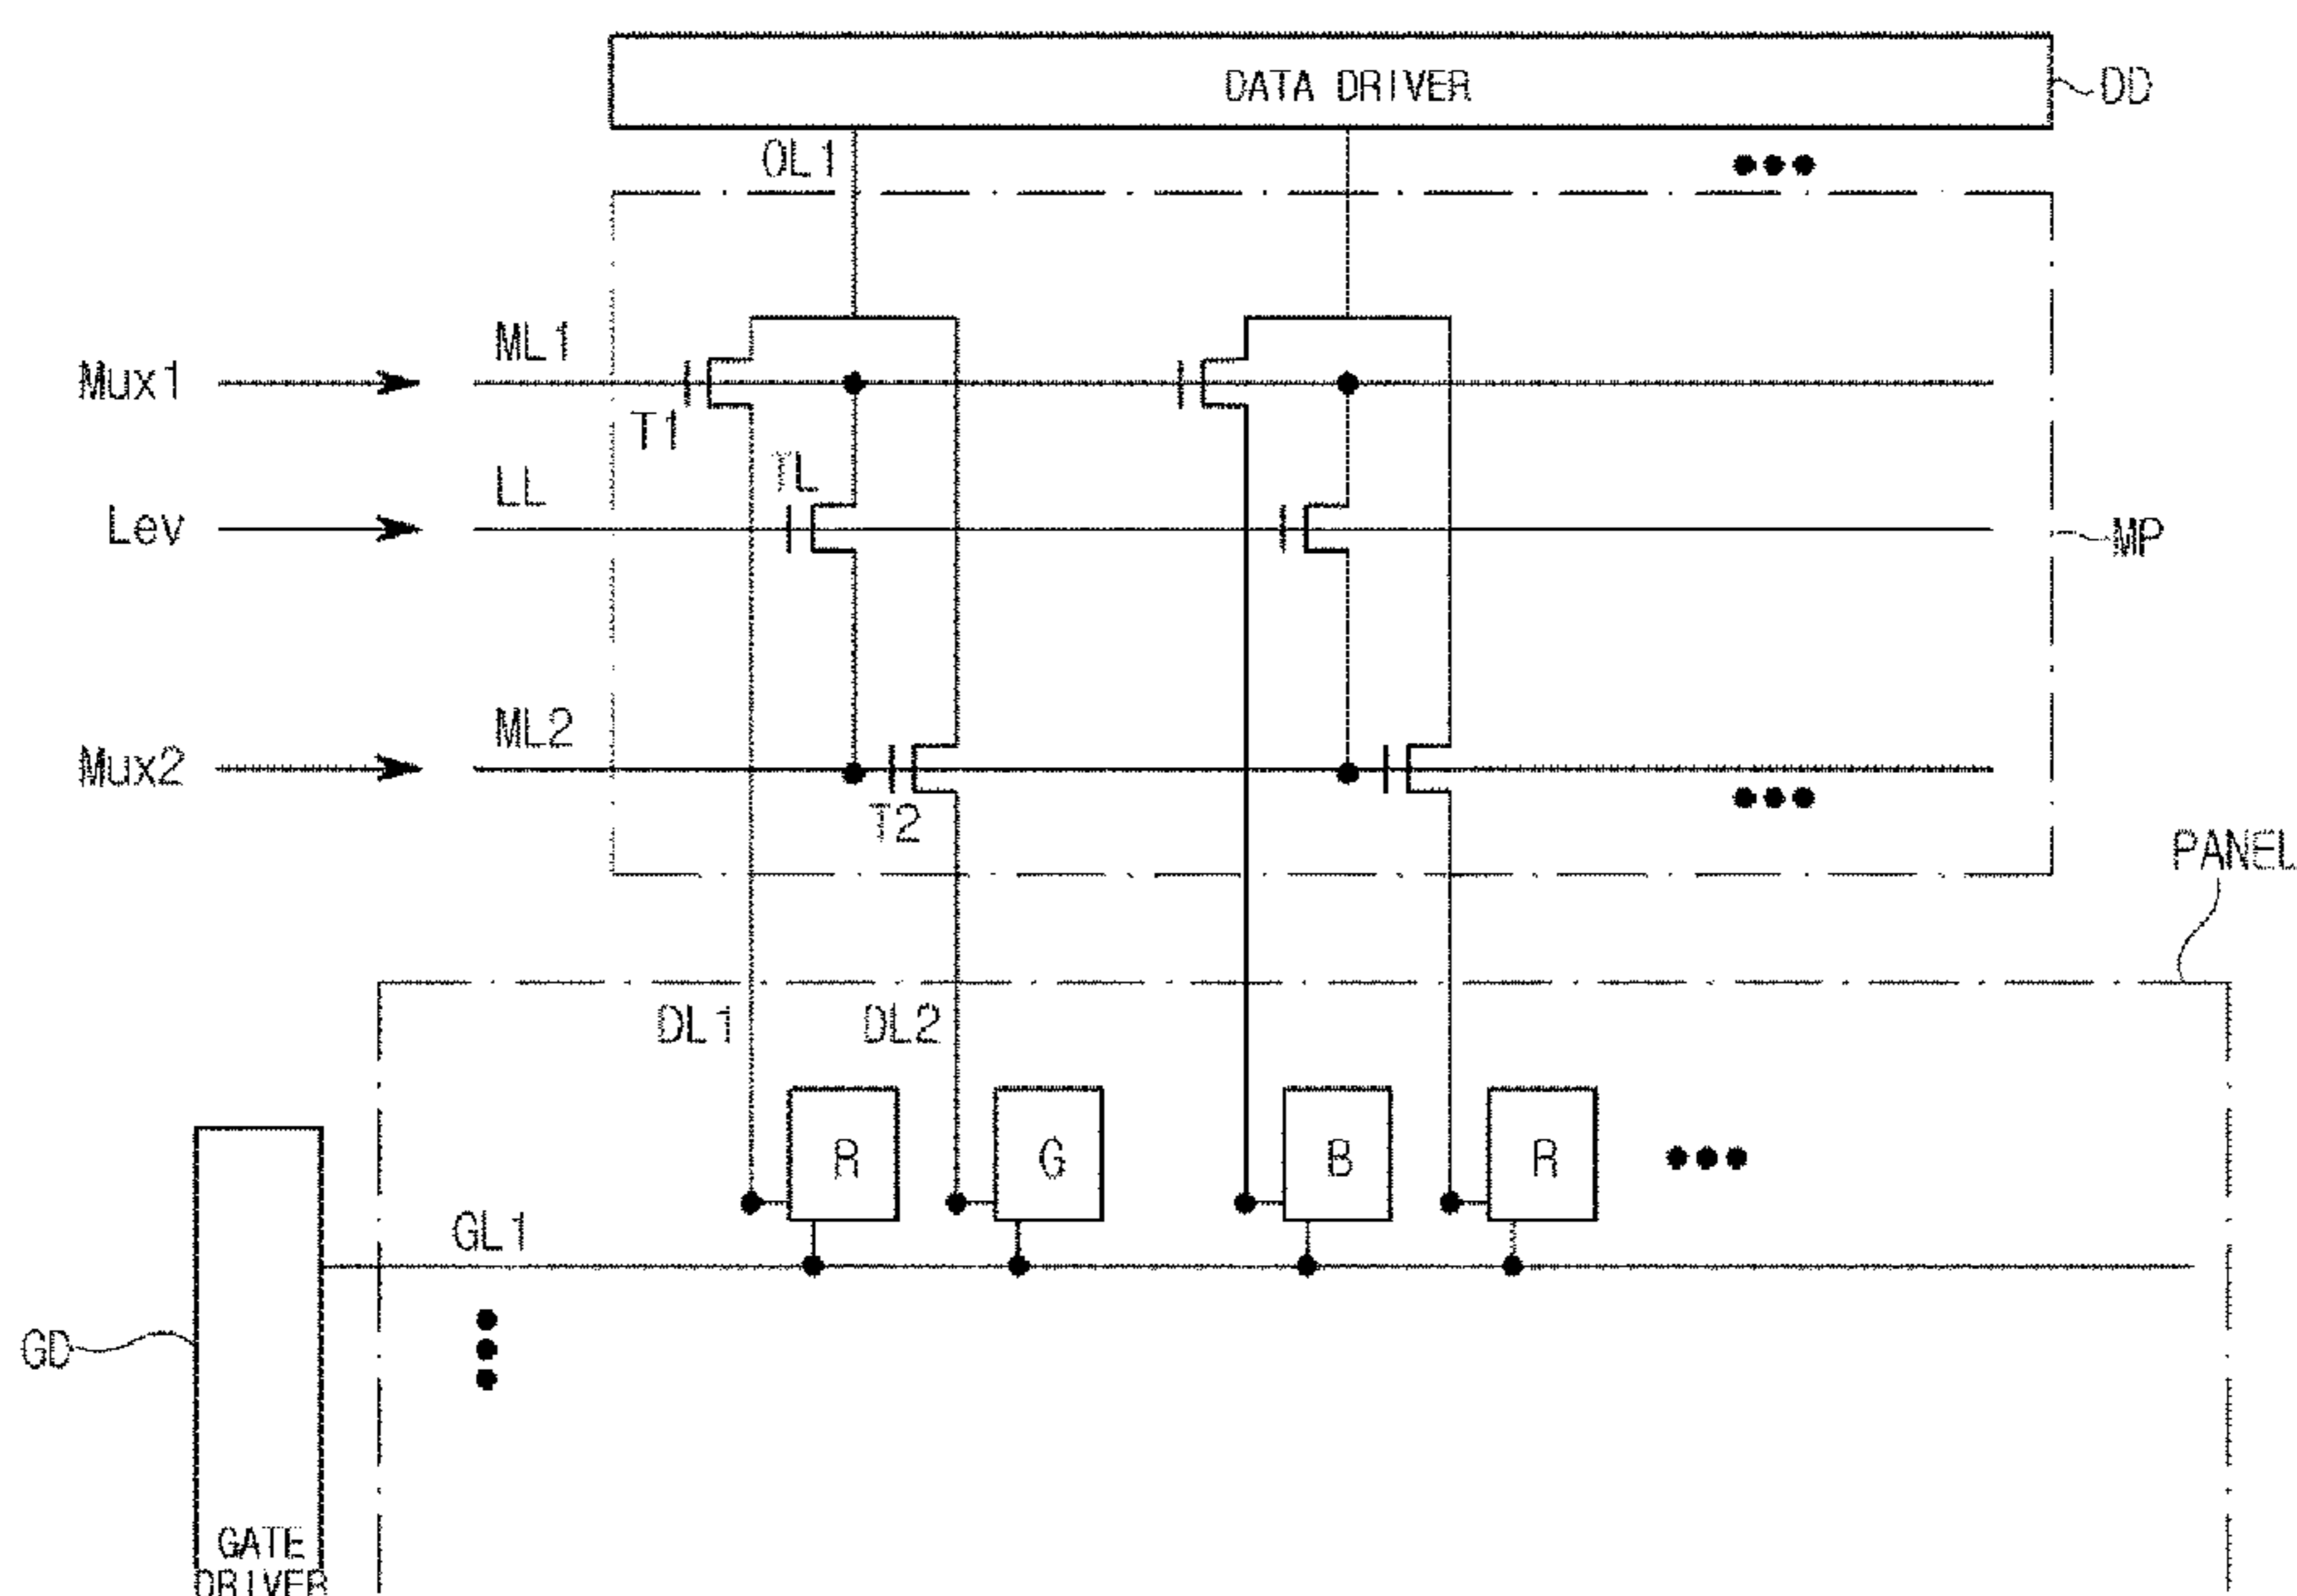 DATA DRIVER
DD
OL1
ML1
Mux1
T1
TL
LL
Lev
MP
ML2
Mux2
T2
PANEL
DL1
DL2
R
G
B
R
GL1
GD
GATE
DRIVER